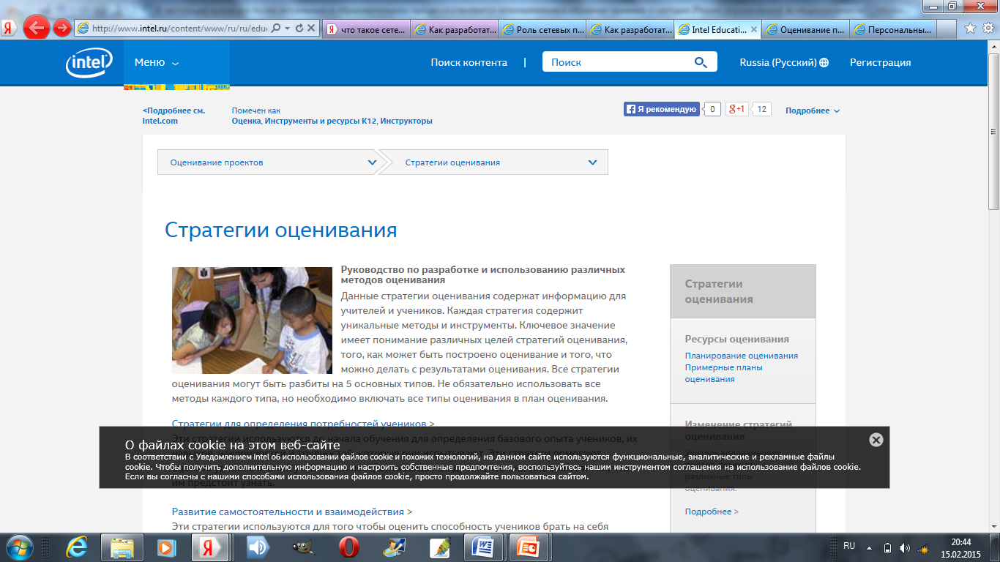 http://www.intel.ru/content/www/ru/ru/edu
что такое сете...
Как разработат...
Роль сетевых п...
Как разработат...
Intel Educati...
Оценивание п...
Персональны...
intel
Меню
Поиск контента
|
Поиск
Russia (Русский)
Регистрация
<Подробнее см.
Intel.com
Помечен как
Оценка, Инструменты и ресурсы K12, Инструкторы
Я рекомендую
0
g+1
12
Подробнее
Оценивание проектов
Стратегии оценивания
Стратегии оценивания
Руководство по разработке и использованию различных
методов оценивания
Данные стратегии оценивания содержат информацию для
учителей и учеников. Каждая стратегия содержит
уникальные методы и инструменты. Ключевое значение
имеет понимание различных целей стратегий оценивания,
того, как может быть построено оценивание и того, что
можно делать с результатами оценивания. Все стратегии
оценивания могут быть разбиты на 5 основных типов. Не обязательно использовать все
методы каждого типа, но необходимо включать все типы оценивания в план оценивания.
Стратегии для определения потребностей учеников >
Эти стратегии используются до начала обучения для определения базового опыта учеников, их
им предстоит узнать.
Развитие самостоятельности и взаимодействия >
Эти стратегии используются для того чтобы оценить способность учеников брать на себя
Стратегии
оценивания
Ресурсы оценивания
Планирование оценивания
Примерные планы
оценивания
Изменение стратегий
оценивания
различные типы
оценивания.
Подробнее >
О файлах cookie на этом веб-сайте
В соответствии с Уведомлением Intel об использовании файлов cookie и похожих технологий, на данном сайте используются функциональные, аналитические и рекламные файлы
cookie. Чтобы получить дополнительную информацию и настроить собственные предпочтения, воспользуйтесь нашим инструментом согласия на использование файлов cookie.
Если вы согласны с нашими способами использования файлов cookie, просто продолжайте пользоваться сайтом.
RU
20:44
15.02.2015